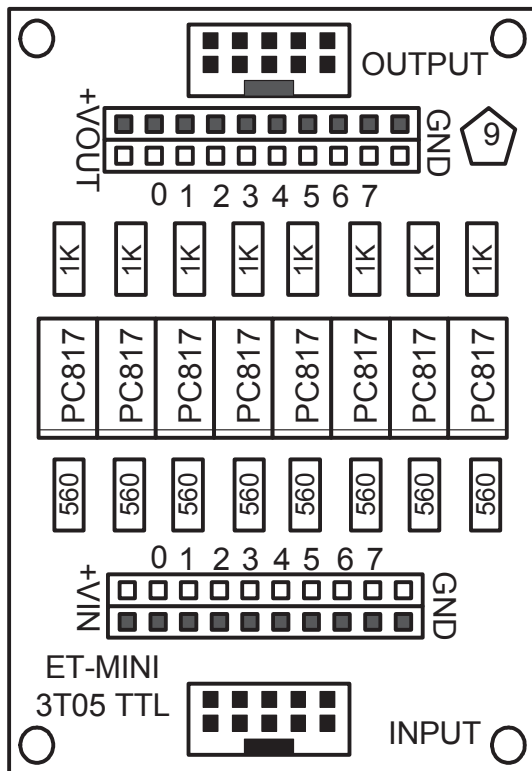 OUTPUT
+VOUT
GND
9
0 1 2 3 4 5 6 7
1K 1K 1K 1K 1K 1K 1K 1K
PC817 PC817 PC817 PC817 PC817 PC817 PC817 PC817
560 560 560 560 560 560 560 560
0 1 2 3 4 5 6 7
+VIN
GND
ET-MINI
3T05 TTL
INPUT